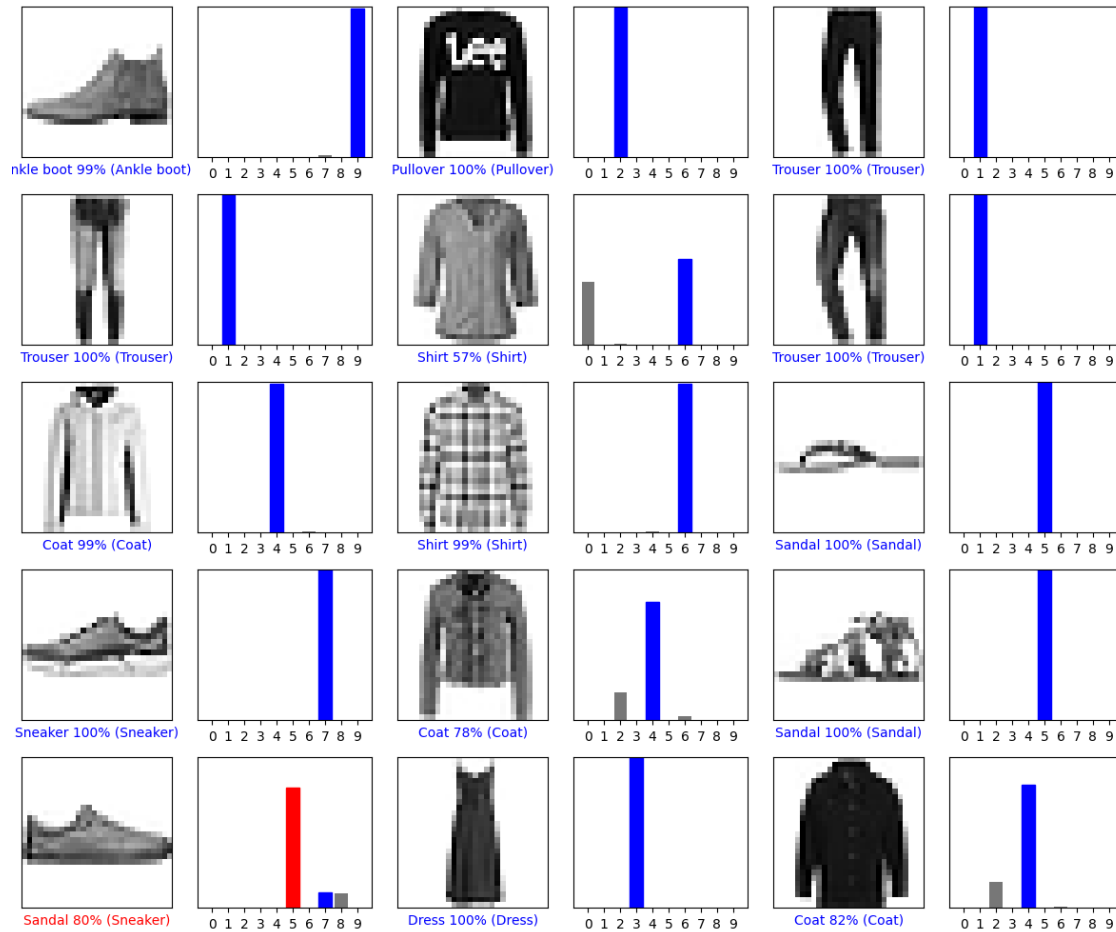 0 1 2 3 4 5 6 7 8 9
Lee
0 1 2 3 4 5 6 7 8 9
0 1 2 3 4 5 6 7 8 9
nkle boot 99% (Ankle boot)
Pullover 100% (Pullover)
Trouser 100% (Trouser)
0 1 2 3 4 5 6 7 8 9
0 1 2 3 4 5 6 7 8 9
0 1 2 3 4 5 6 7 8 9
Trouser 100% (Trouser)
Shirt 57% (Shirt)
Trouser 100% (Trouser)
0 1 2 3 4 5 6 7 8 9
0 1 2 3 4 5 6 7 8 9
0 1 2 3 4 5 6 7 8 9
Coat 99% (Coat)
Shirt 99% (Shirt)
Sandal 100% (Sandal)
0 1 2 3 4 5 6 7 8 9
0 1 2 3 4 5 6 7 8 9
0 1 2 3 4 5 6 7 8 9
Sneaker 100% (Sneaker)
Coat 78% (Coat)
Sandal 100% (Sandal)
0 1 2 3 4 5 6 7 8 9
0 1 2 3 4 5 6 7 8 9
0 1 2 3 4 5 6 7 8 9
Sandal 80% (Sneaker)
Dress 100% (Dress)
Coat 82% (Coat)